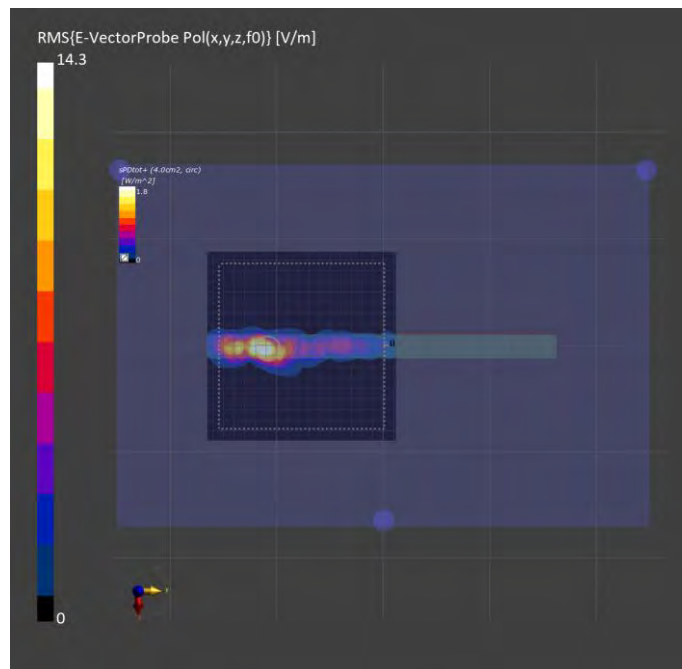 RMS{E-VectorProbe Pol(x,y,z,f0)} [V/m]
14.3
sPDtot+ (4.0cm2, circ)
[W/m^2]
1.8
0
0